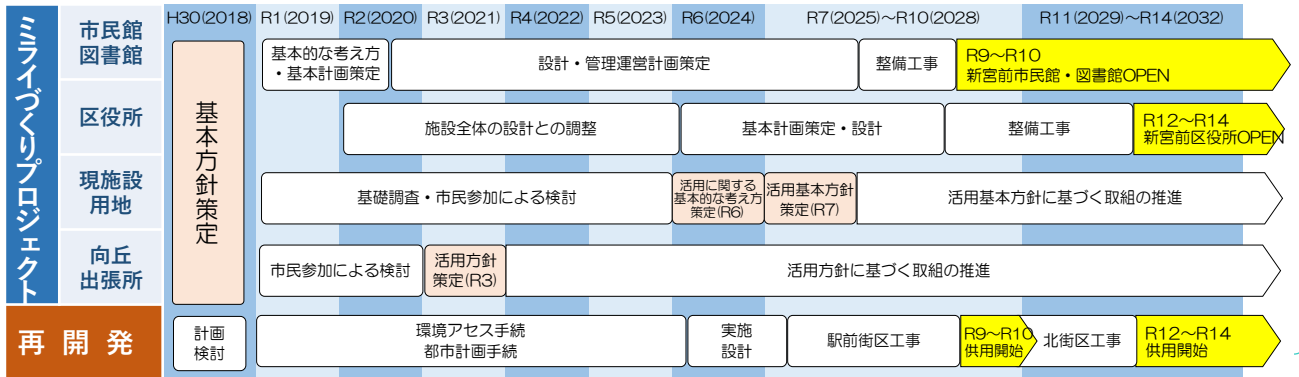 ミライづくりプロジェクト
H30(2018)
R1(2019)
R2(2020)
R3(2021)
R4(2022)
R5(2023)
R6(2024)
R7(2025)～R10(2028)
R11(2029)～R14(2032)
基本方針策定
市民館
図書館
基本的な考え方
・基本計画策定
設計・管理運営計画策定
整備工事
R9～R10
新宮前市民館・図書館OPEN
区役所
施設全体の設計との調整
基本計画策定・設計
整備工事
R12～R14
新宮前区役所OPEN
現施設
用地
基礎調査・市民参加による検討
活用に関する
基本的な考え方
策定(R6)
活用基本方針
策定(R7)
活用基本方針に基づく取組の推進
向丘
出張所
市民参加による検討
活用方針
策定(R3)
活用方針に基づく取組の推進
再開発
計画
検討
環境アセス手続
都市計画手続
実施
設計
駅前街区工事
R9～R10
供用開始
北街区工事
R12～R14
供用開始